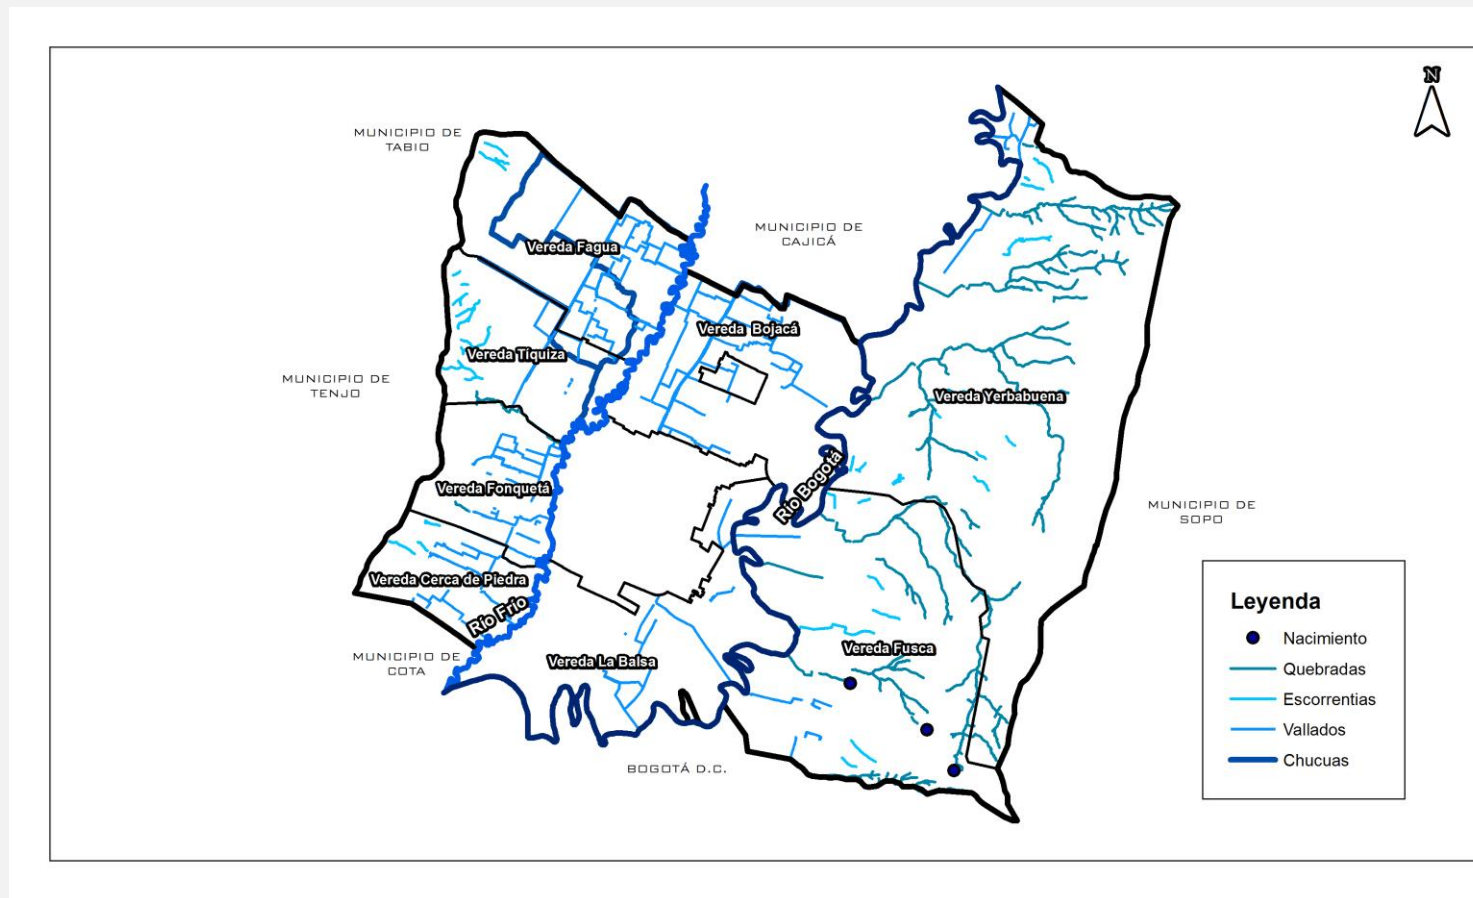 N
MUNICIPIO DE
TABIO
MUNICIPIO DE
CAJICÁ
Vereda Fagua
Vereda Bojacá
Vereda Tíquiza
MUNICIPIO DE
TENJO
Vereda Yerbabuena
Río Bogotá
Vereda Fonquetá
MUNICIPIO DE
SOPO
Vereda Cerca de Piedra
Río Frío
MUNICIPIO DE
COTA
Vereda La Balsa
Vereda Fusca
BOGOTÁ D.C.
Leyenda
Nacimiento
Quebradas
Escorrentias
Vallados
Chucuas